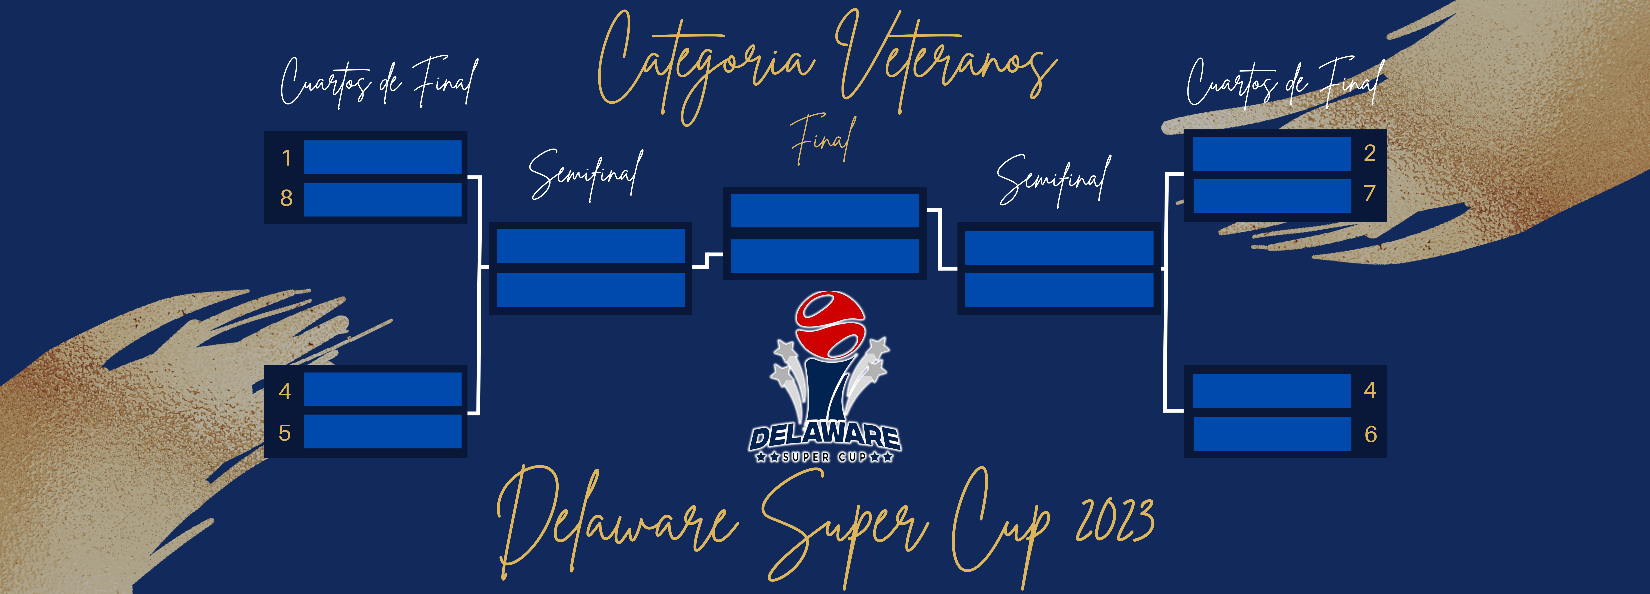 Categoria Veteranos
Cuartos de Final
Cuartos de Final
Final
Semifinal
Semifinal
1
8
2
7
4
5
4
6
DELAWARE
SUPER CUP
Delaware Super Cup 2023